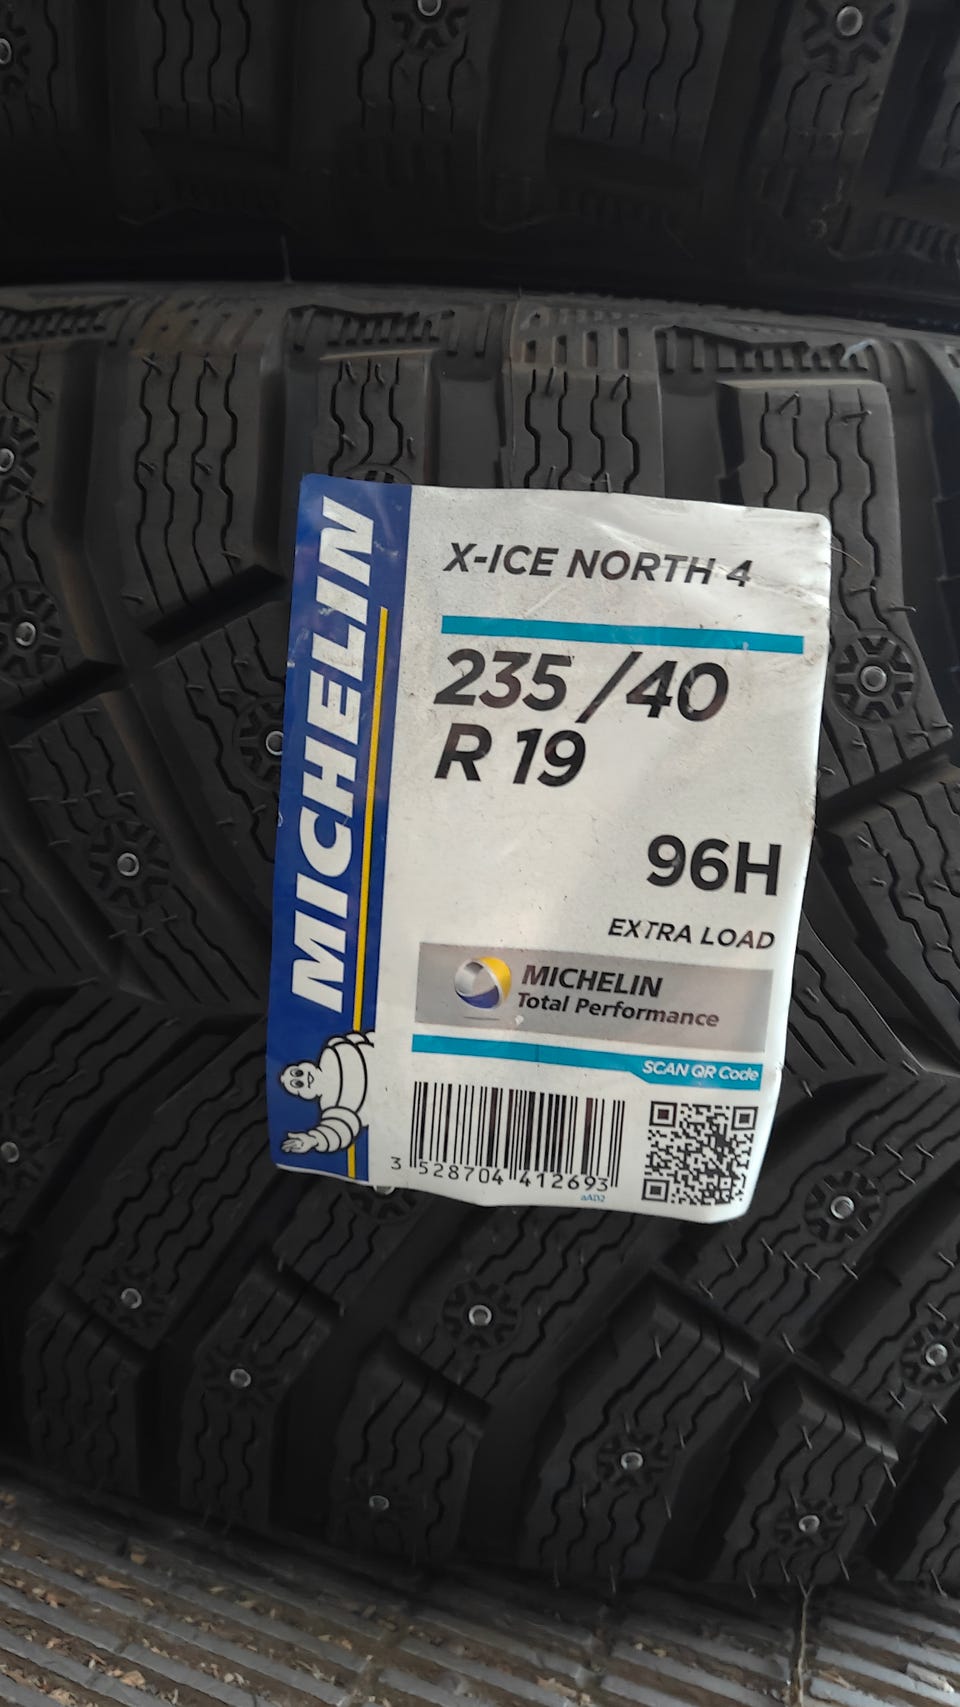 MICHELIN
X-ICE NORTH 4
235/40
R 19
96H
EXTRA LOAD
MICHELIN
Total Performance
SCAN QR Code
3 528704 412693
aAD2